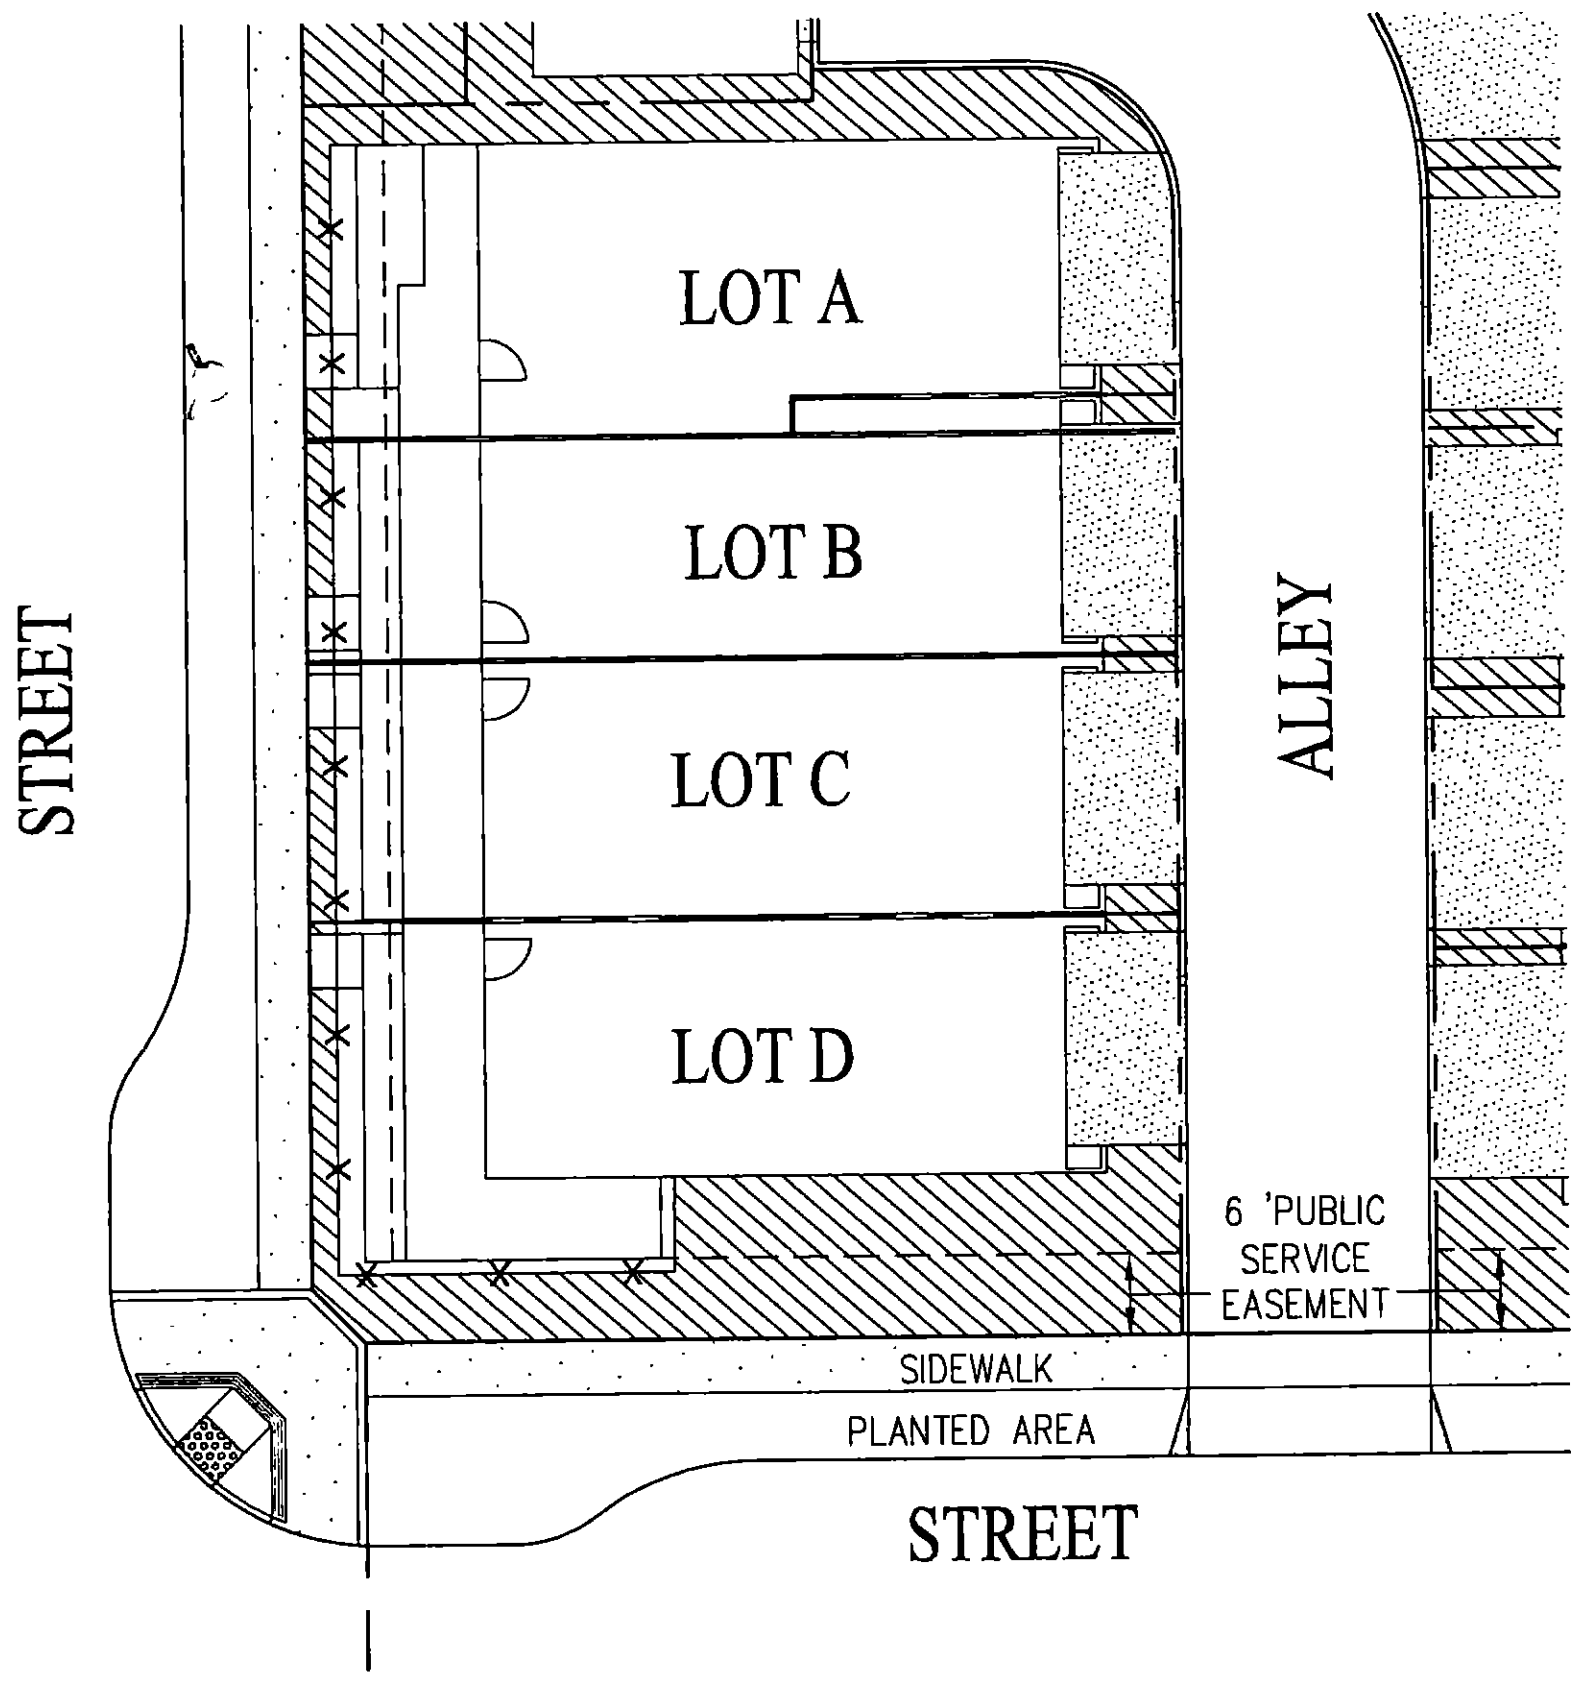 LOT A
LOT B
STREET
ALLEY
LOT C
LOT D
6 'PUBLIC
SERVICE
EASEMENT
SIDEWALK
PLANTED AREA
STREET